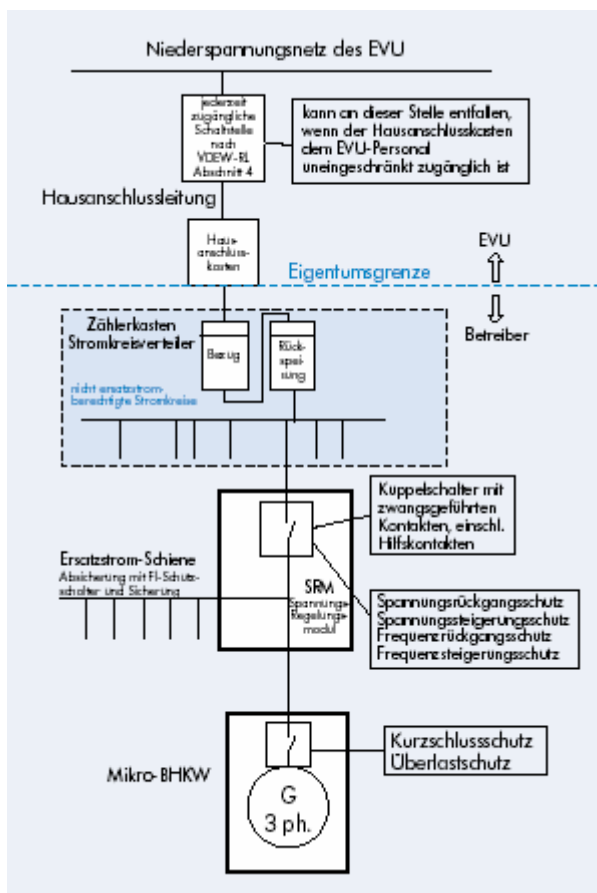 Niederspannungsnetz des EVU
jederzeit
zugängliche
Schaltstelle
nach
VDEW-RL
Abschnitt 4
kann an dieser Stelle entfallen,
wenn der Hausanschlusskasten
dem EVU-Personal
uneingeschränkt zugänglich ist
Hausanschlussleitung
Haus-
anschluss-
kasten
EVU
Eigentumsgrenze
Betreiber
Zählerkasten
Stromkreisverteiler
Bezug
Rück-
spei-
sung
nicht ersatzstrom-
berechtigte Stromkreise
Kuppelschalter mit
zwangsgeführten
Kontakten, einschl.
Hilfskontakten
Ersatzstrom-Schiene
Absicherung mit FI-Schutz-
schalter und Sicherung
SRM
Spannungs-
Regelungs-
modul
Spannungsrückgangsschutz
Spannungssteigerungsschutz
Frequenzrückgangsschutz
Frequenzsteigerungsschutz
Kurzschlussschutz
Überlastschutz
Mikro-BHKW
G
3 ph.